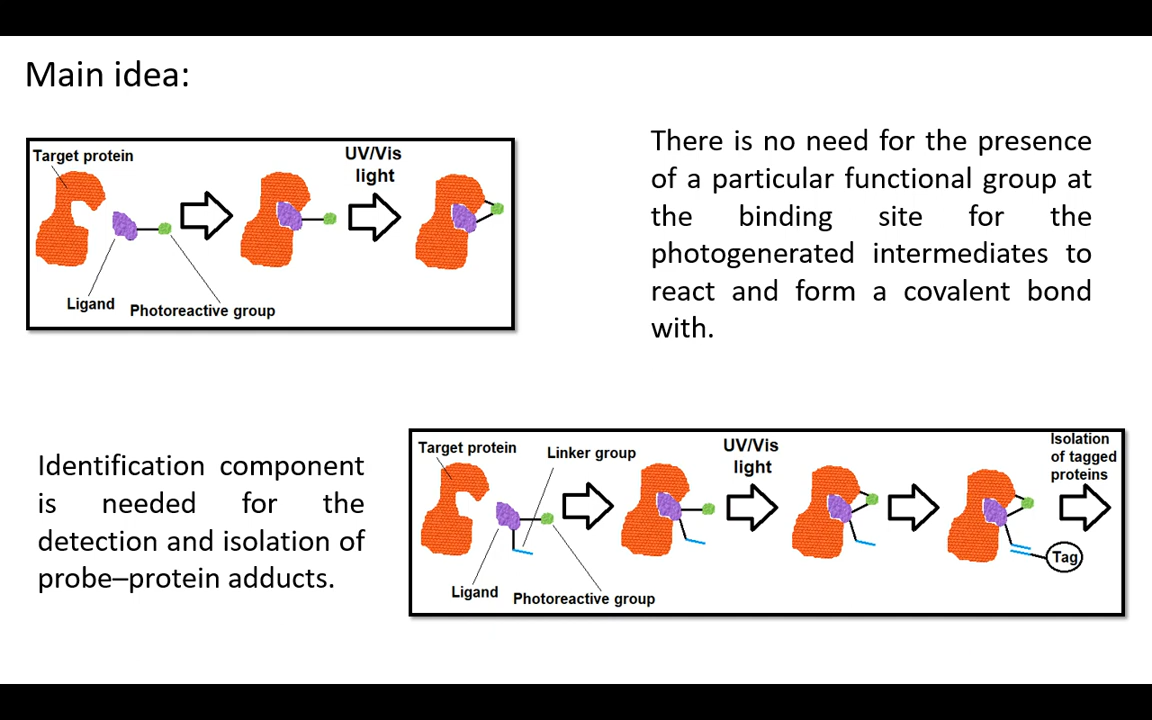 Main idea:
Target protein
UV/Vis
light
Ligand
Photoreactive group
There is no need for the presence
of a particular functional group at
the binding site for the
photogenerated intermediates to
react and form a covalent bond
with.
Identification component
is needed for the
detection and isolation of
probe–protein adducts.
Target protein
Linker group
UV/Vis
light
Isolation
of tagged
proteins
Tag
Ligand
Photoreactive group